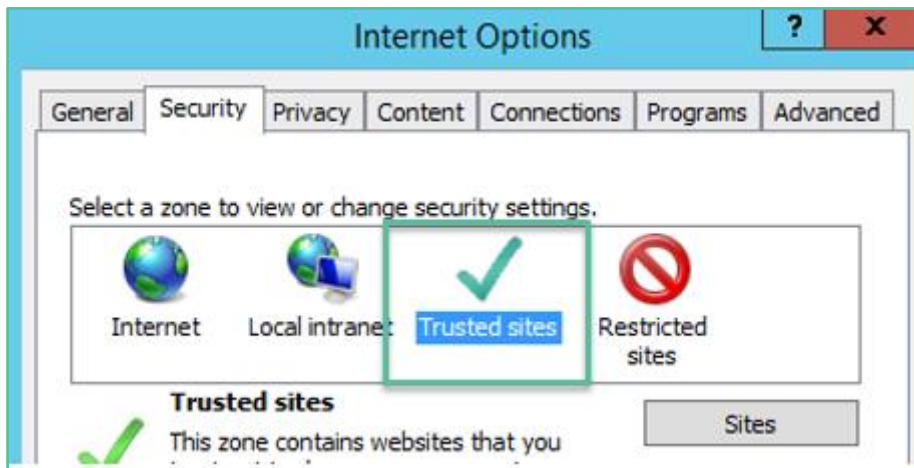 Internet Options
? x
General Security Privacy Content Connections Programs Advanced
Select a zone to view or change security settings.
Internet Local intranet Trusted sites Restricted
sites
Trusted sites
Sites
This zone contains websites that you